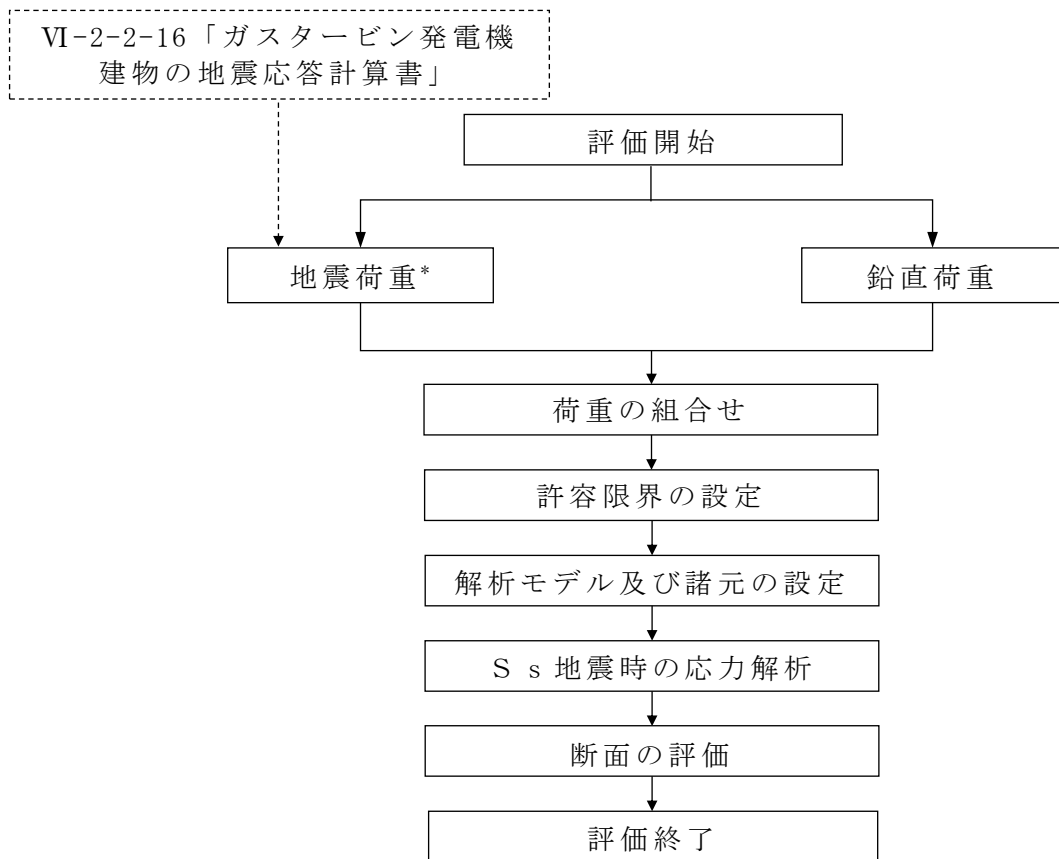 Ⅵ-2-2-16「ガスタービン発電機
建物の地震応答計算書」
評価開始
地震荷重*
鉛直荷重
荷重の組合せ
許容限界の設定
解析モデル及び諸元の設定
Ｓｓ地震時の応力解析
断面の評価
評価終了